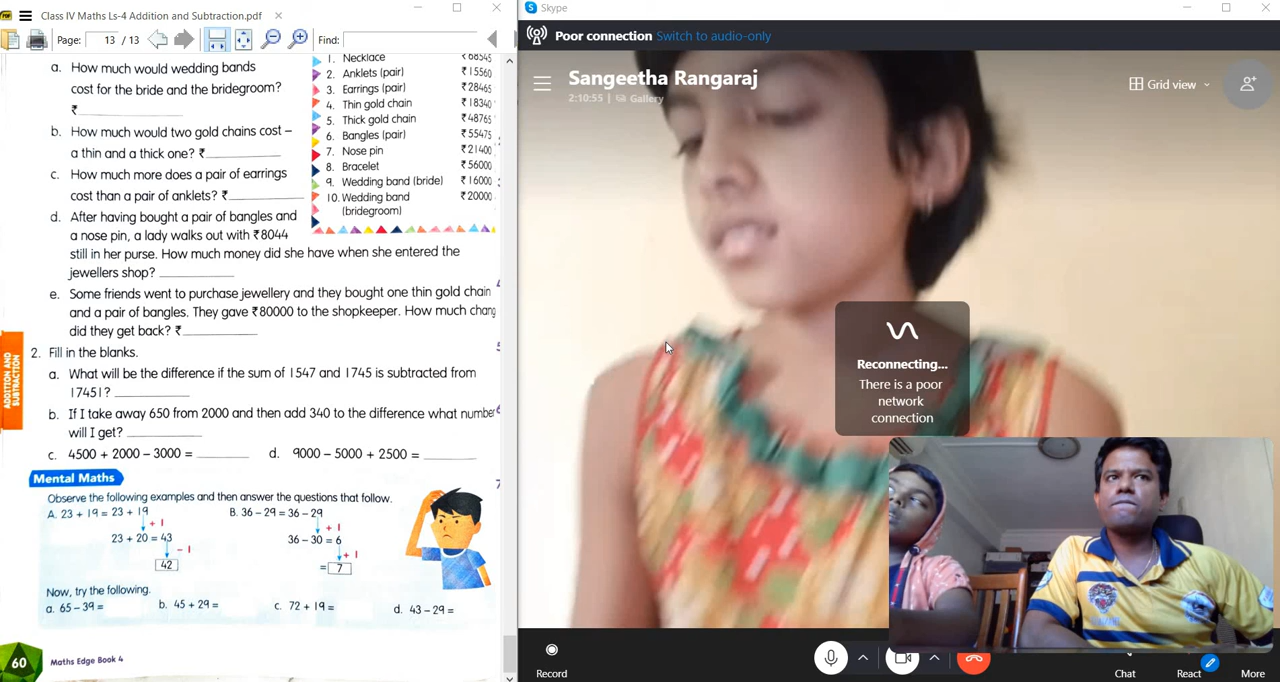 Class IV Maths Ls-4 Addition and Subtraction.pdf
Page: 13 / 13
Find:
a. How much would wedding bands
cost for the bride and the bridegroom?
₹
b. How much would two gold chains cost –
a thin and a thick one? ₹
c. How much more does a pair of earrings
cost than a pair of anklets? ₹
d. After having bought a pair of bangles and
a nose pin, a lady walks out with ₹8044
still in her purse. How much money did she have when she entered the
jewellers shop?
e. Some friends went to purchase jewellery and they bought one thin gold chain
and a pair of bangles. They gave ₹80000 to the shopkeeper. How much chang
did they get back? ₹
1. Necklace ₹68545
2. Anklets (pair) ₹15560
3. Earrings (pair) ₹28465
4. Thin gold chain ₹18340
5. Thick gold chain ₹48765
6. Bangles (pair) ₹55475
7. Nose pin ₹21400
8. Bracelet ₹56000
9. Wedding band (bride) ₹16000
10. Wedding band ₹20000
(bridegroom)
2. Fill in the blanks.
a. What will be the difference if the sum of 1547 and 1745 is subtracted from
17451?
b. If I take away 650 from 2000 and then add 340 to the difference what number
will I get?
c. 4500 + 2000 – 3000 = d. 9000 – 5000 + 2500 =
ADDITION AND
SUBTRACTION
Mental Maths
Observe the following examples and then answer the questions that follow.
A. 23 + 19 = 23 + 19
+ 1
23 + 20 = 43
– 1
42
B. 36 – 29 = 36 – 29
+ 1
36 – 30 = 6
+ 1
= 7
Now, try the following.
a. 65 – 39 = b. 45 + 29 = c. 72 + 19 = d. 43 – 29 =
60 Maths Edge Book 4
Skype
Poor connection Switch to audio-only
Sangeetha Rangaraj
2:10:55 | Gallery
Grid view
Reconnecting...
There is a poor
network
connection
Record
Chat
React
More